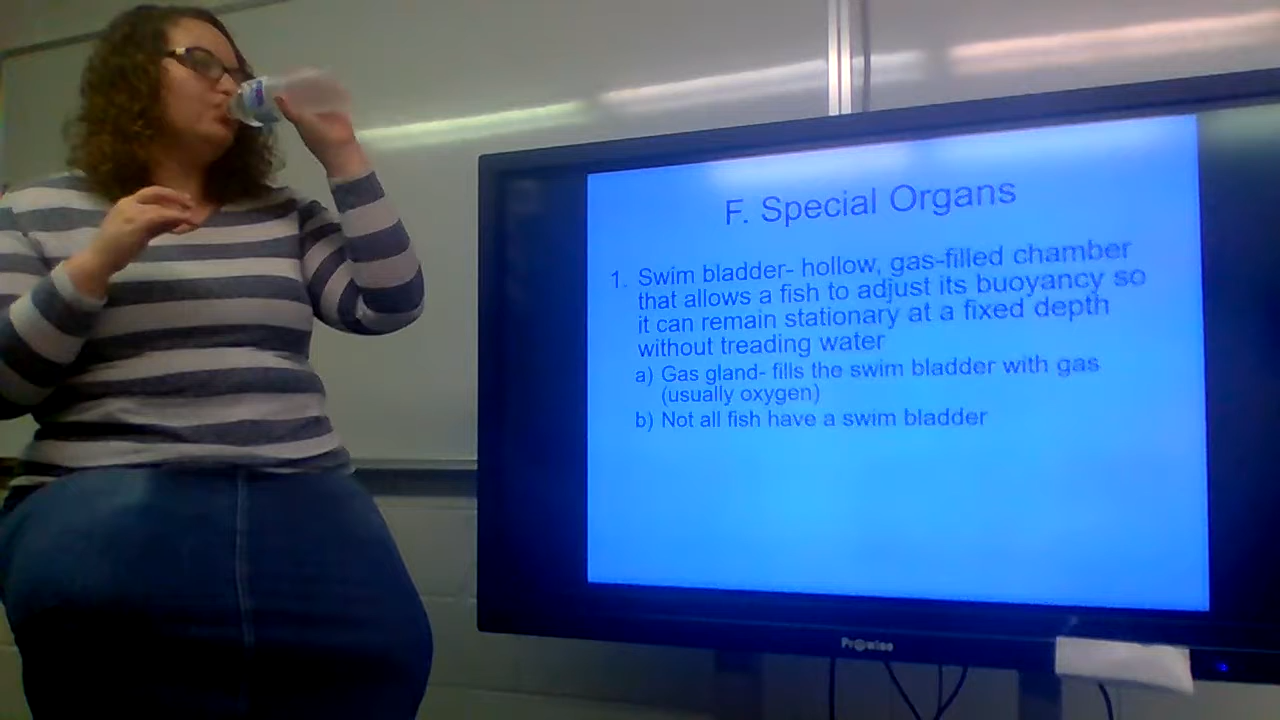 F. Special Organs
1. Swim bladder- hollow, gas-filled chamber
that allows a fish to adjust its buoyancy so
it can remain stationary at a fixed depth
without treading water
a) Gas gland- fills the swim bladder with gas
(usually oxygen)
b) Not all fish have a swim bladder
Prowise